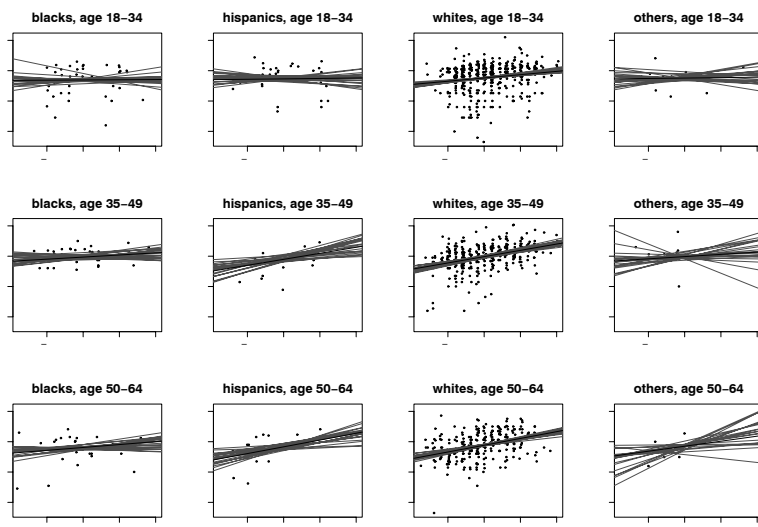 blacks, age 18−34
hispanics, age 18−34
whites, age 18−34
others, age 18−34
blacks, age 35−49
hispanics, age 35−49
whites, age 35−49
others, age 35−49
blacks, age 50−64
hispanics, age 50−64
whites, age 50−64
others, age 50−64